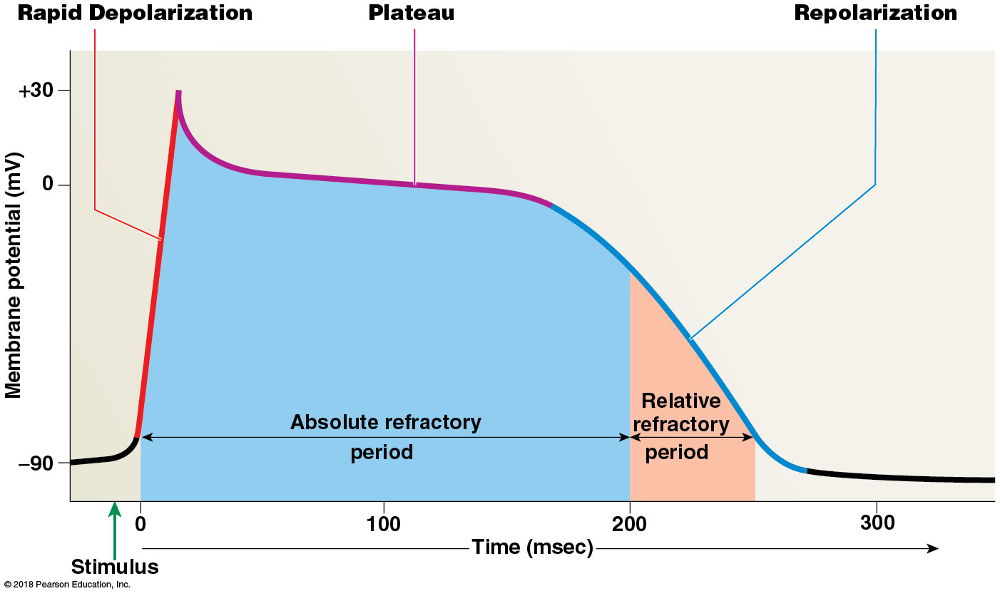 Rapid Depolarization
Plateau
Repolarization
+30
0
–90
Membrane potential (mV)
Absolute refractory
period
Relative
refractory
period
0
100
200
300
Time (msec)
Stimulus
© 2018 Pearson Education, Inc.